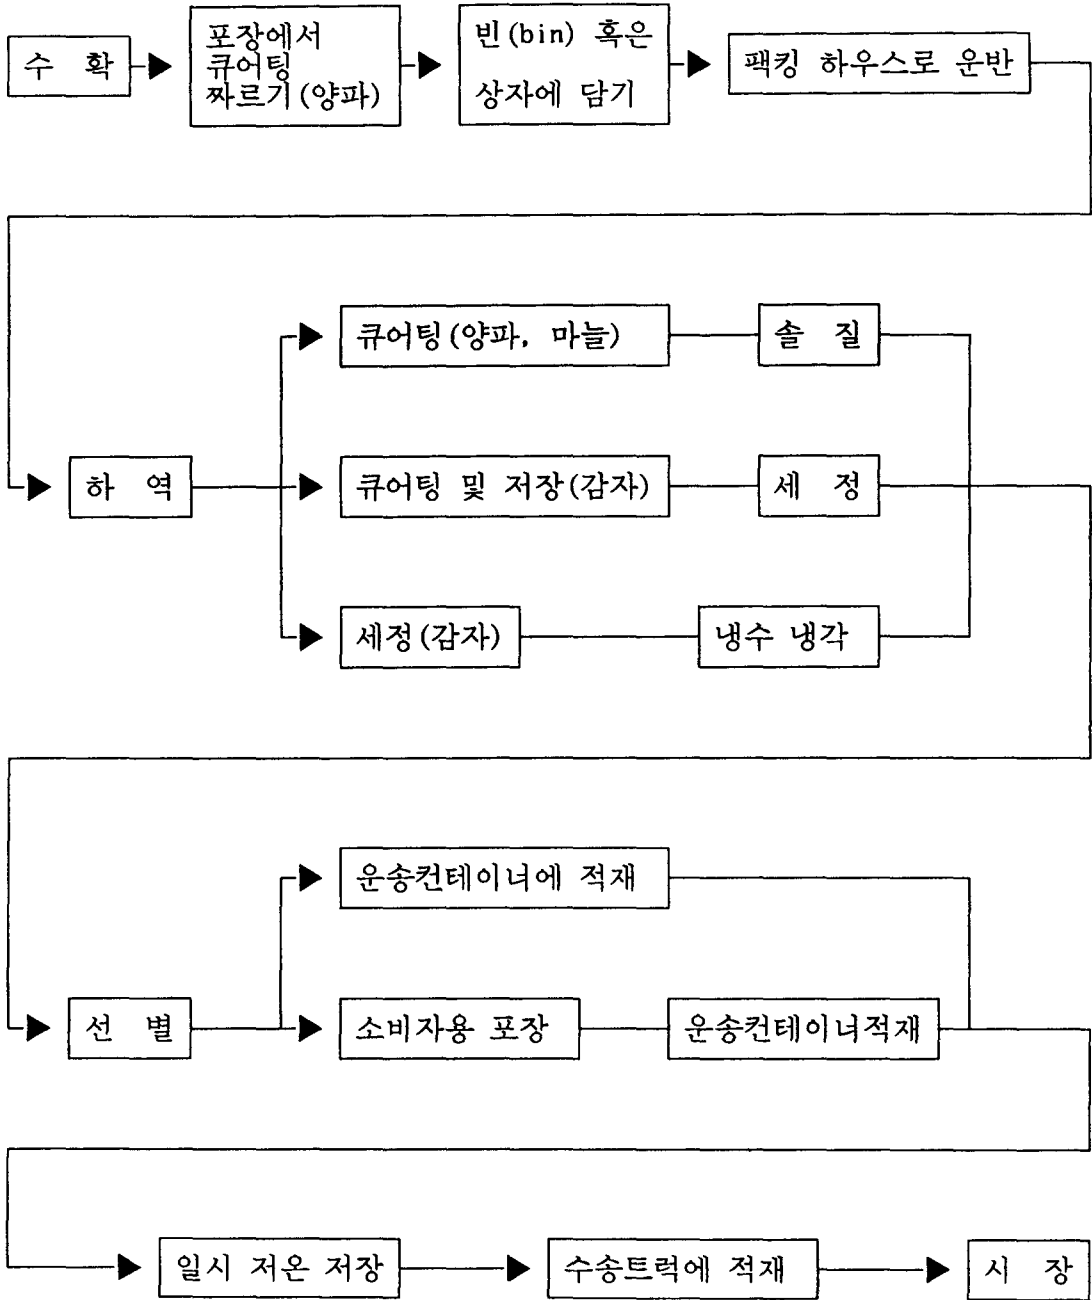 수 확
포장에서
큐어팅
짜르기(양파)
빈(bin) 혹은
상자에 담기
팩킹 하우스로 운반
큐어팅(양파, 마늘)
솔 질
하 역
큐어팅 및 저장(감자)
세 정
세정(감자)
냉수 냉각
운송컨테이너에 적재
선 별
소비자용 포장
운송컨테이너적재
일시 저온 저장
수송트럭에 적재
시 장